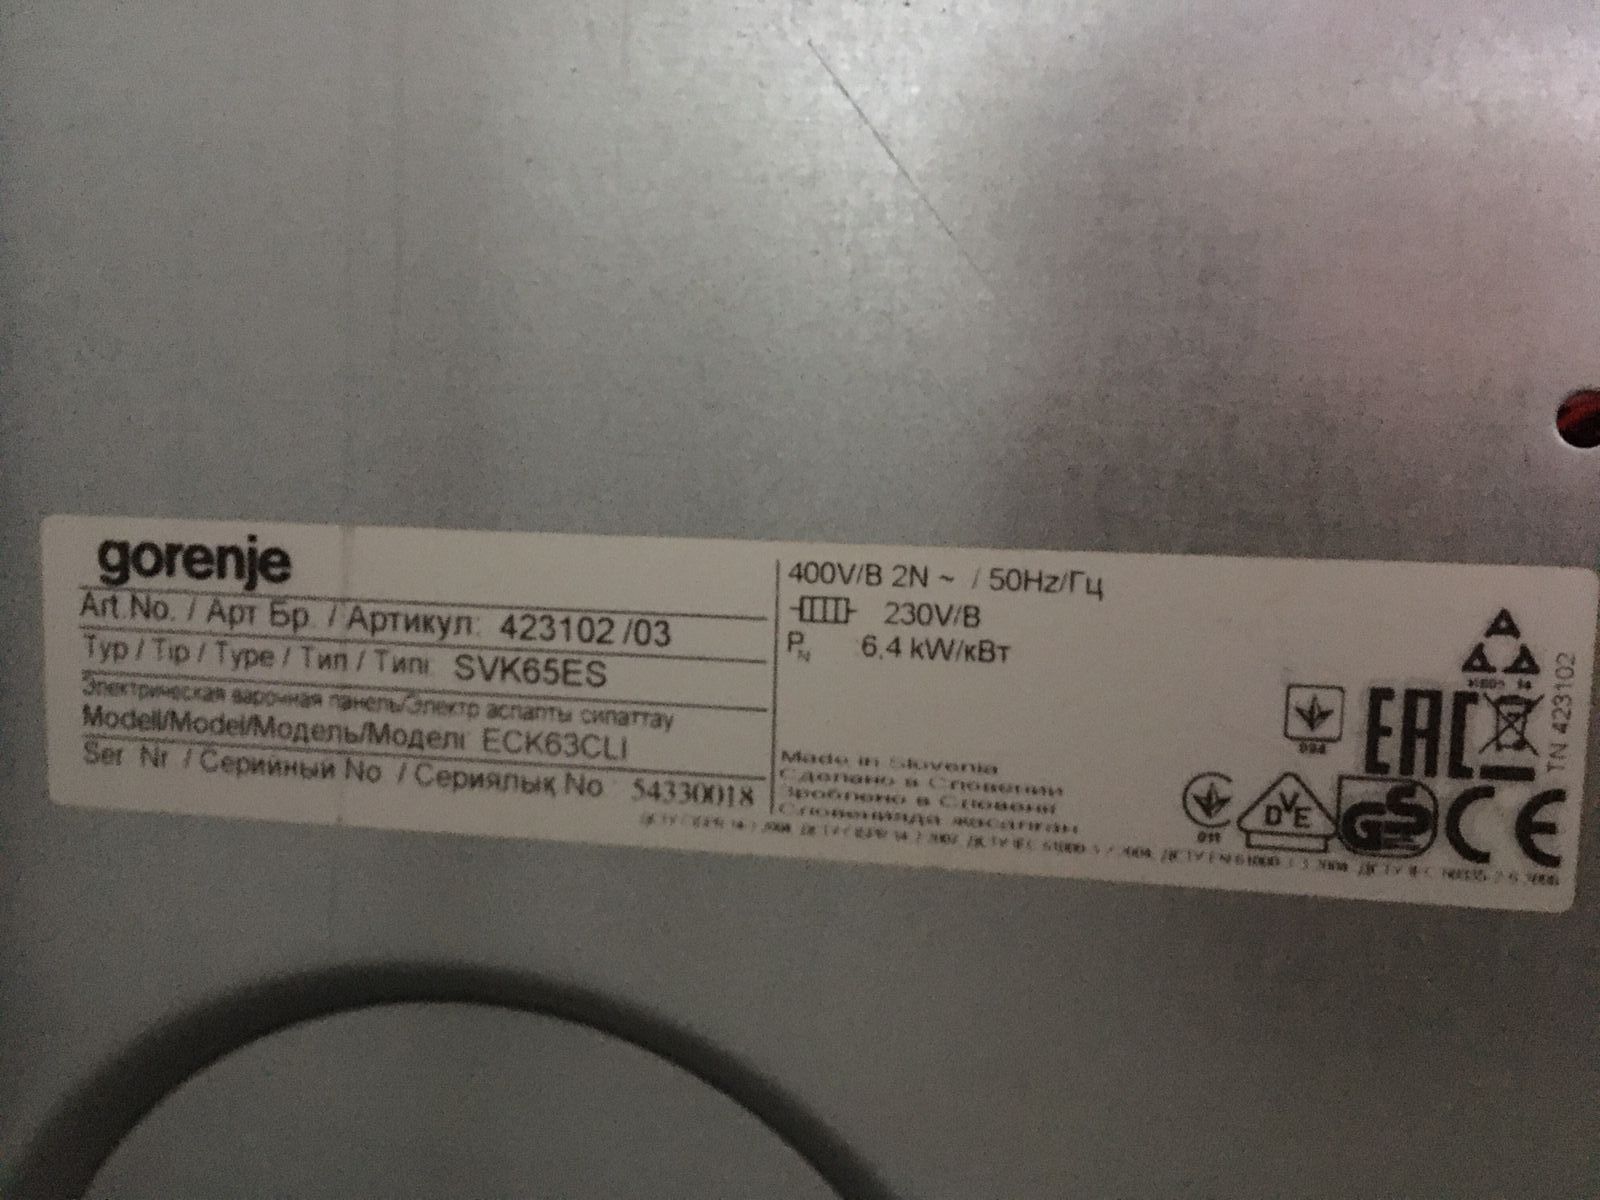 gorenje
Art.No. / Арт Бр. / Артикул: 423102 /03
Typ / Tip / Type / Тип / Типі: SVK65ES
Электрическая варочная панель/Электр аспапты сипаттау
Modell/Model/Модель/Моделі ECK63CLI
Ser Nr / Серийный No / Сериялық No 54330018
400V/B 2N ~ / 50Hz/Гц
230V/B
PN 6,4 kW/кВт
Made in Slovenia
Сделано в Словении
Зроблено в Словенії
Словенияда жасалған
094
EAC
TN 423102
011
DVE
GS
CE